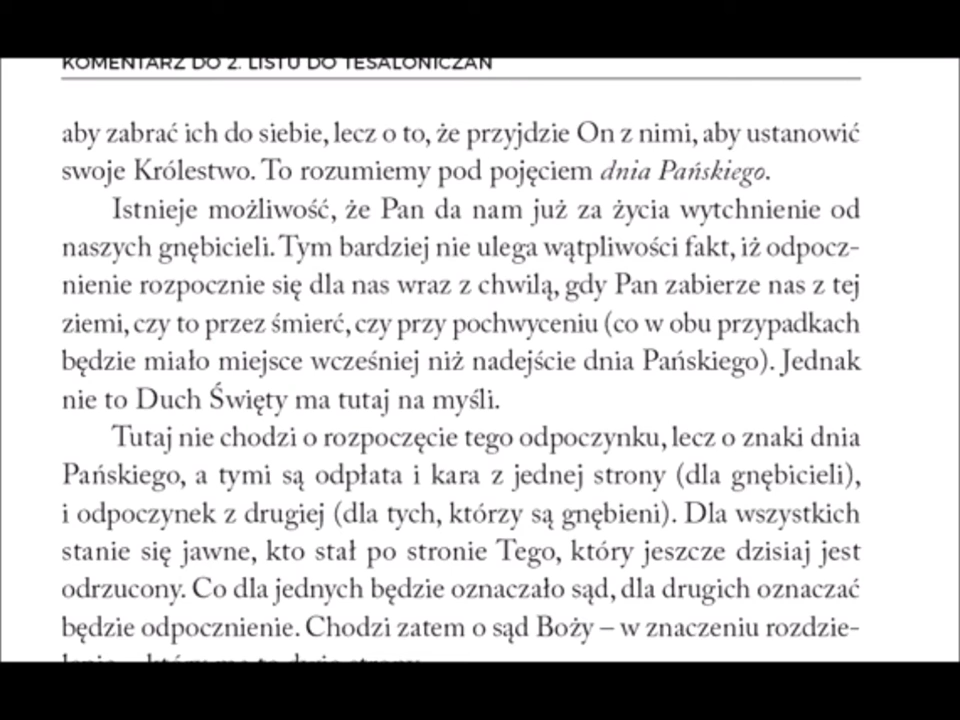 KOMENTARZ DO 2. LISTU DO TESALONICZAN
aby zabrać ich do siebie, lecz o to, że przyjdzie On z nimi, aby ustanowić
swoje Królestwo. To rozumiemy pod pojęciem dnia Pańskiego.
Istnieje możliwość, że Pan da nam już za życia wytchnienie od
naszych gnębicieli. Tym bardziej nie ulega wątpliwości fakt, iż odpocz-
nienie rozpocznie się dla nas wraz z chwilą, gdy Pan zabierze nas z tej
ziemi, czy to przez śmierć, czy przy pochwyceniu (co w obu przypadkach
będzie miało miejsce wcześniej niż nadejście dnia Pańskiego). Jednak
nie to Duch Święty ma tutaj na myśli.
Tutaj nie chodzi o rozpoczęcie tego odpoczynku, lecz o znaki dnia
Pańskiego, a tymi są odpłata i kara z jednej strony (dla gnębicieli),
i odpoczynek z drugiej (dla tych, którzy są gnębieni). Dla wszystkich
stanie się jawne, kto stał po stronie Tego, który jeszcze dzisiaj jest
odrzucony. Co dla jednych będzie oznaczało sąd, dla drugich oznaczać
będzie odpocznienie. Chodzi zatem o sąd Boży – w znaczeniu rozdzie-